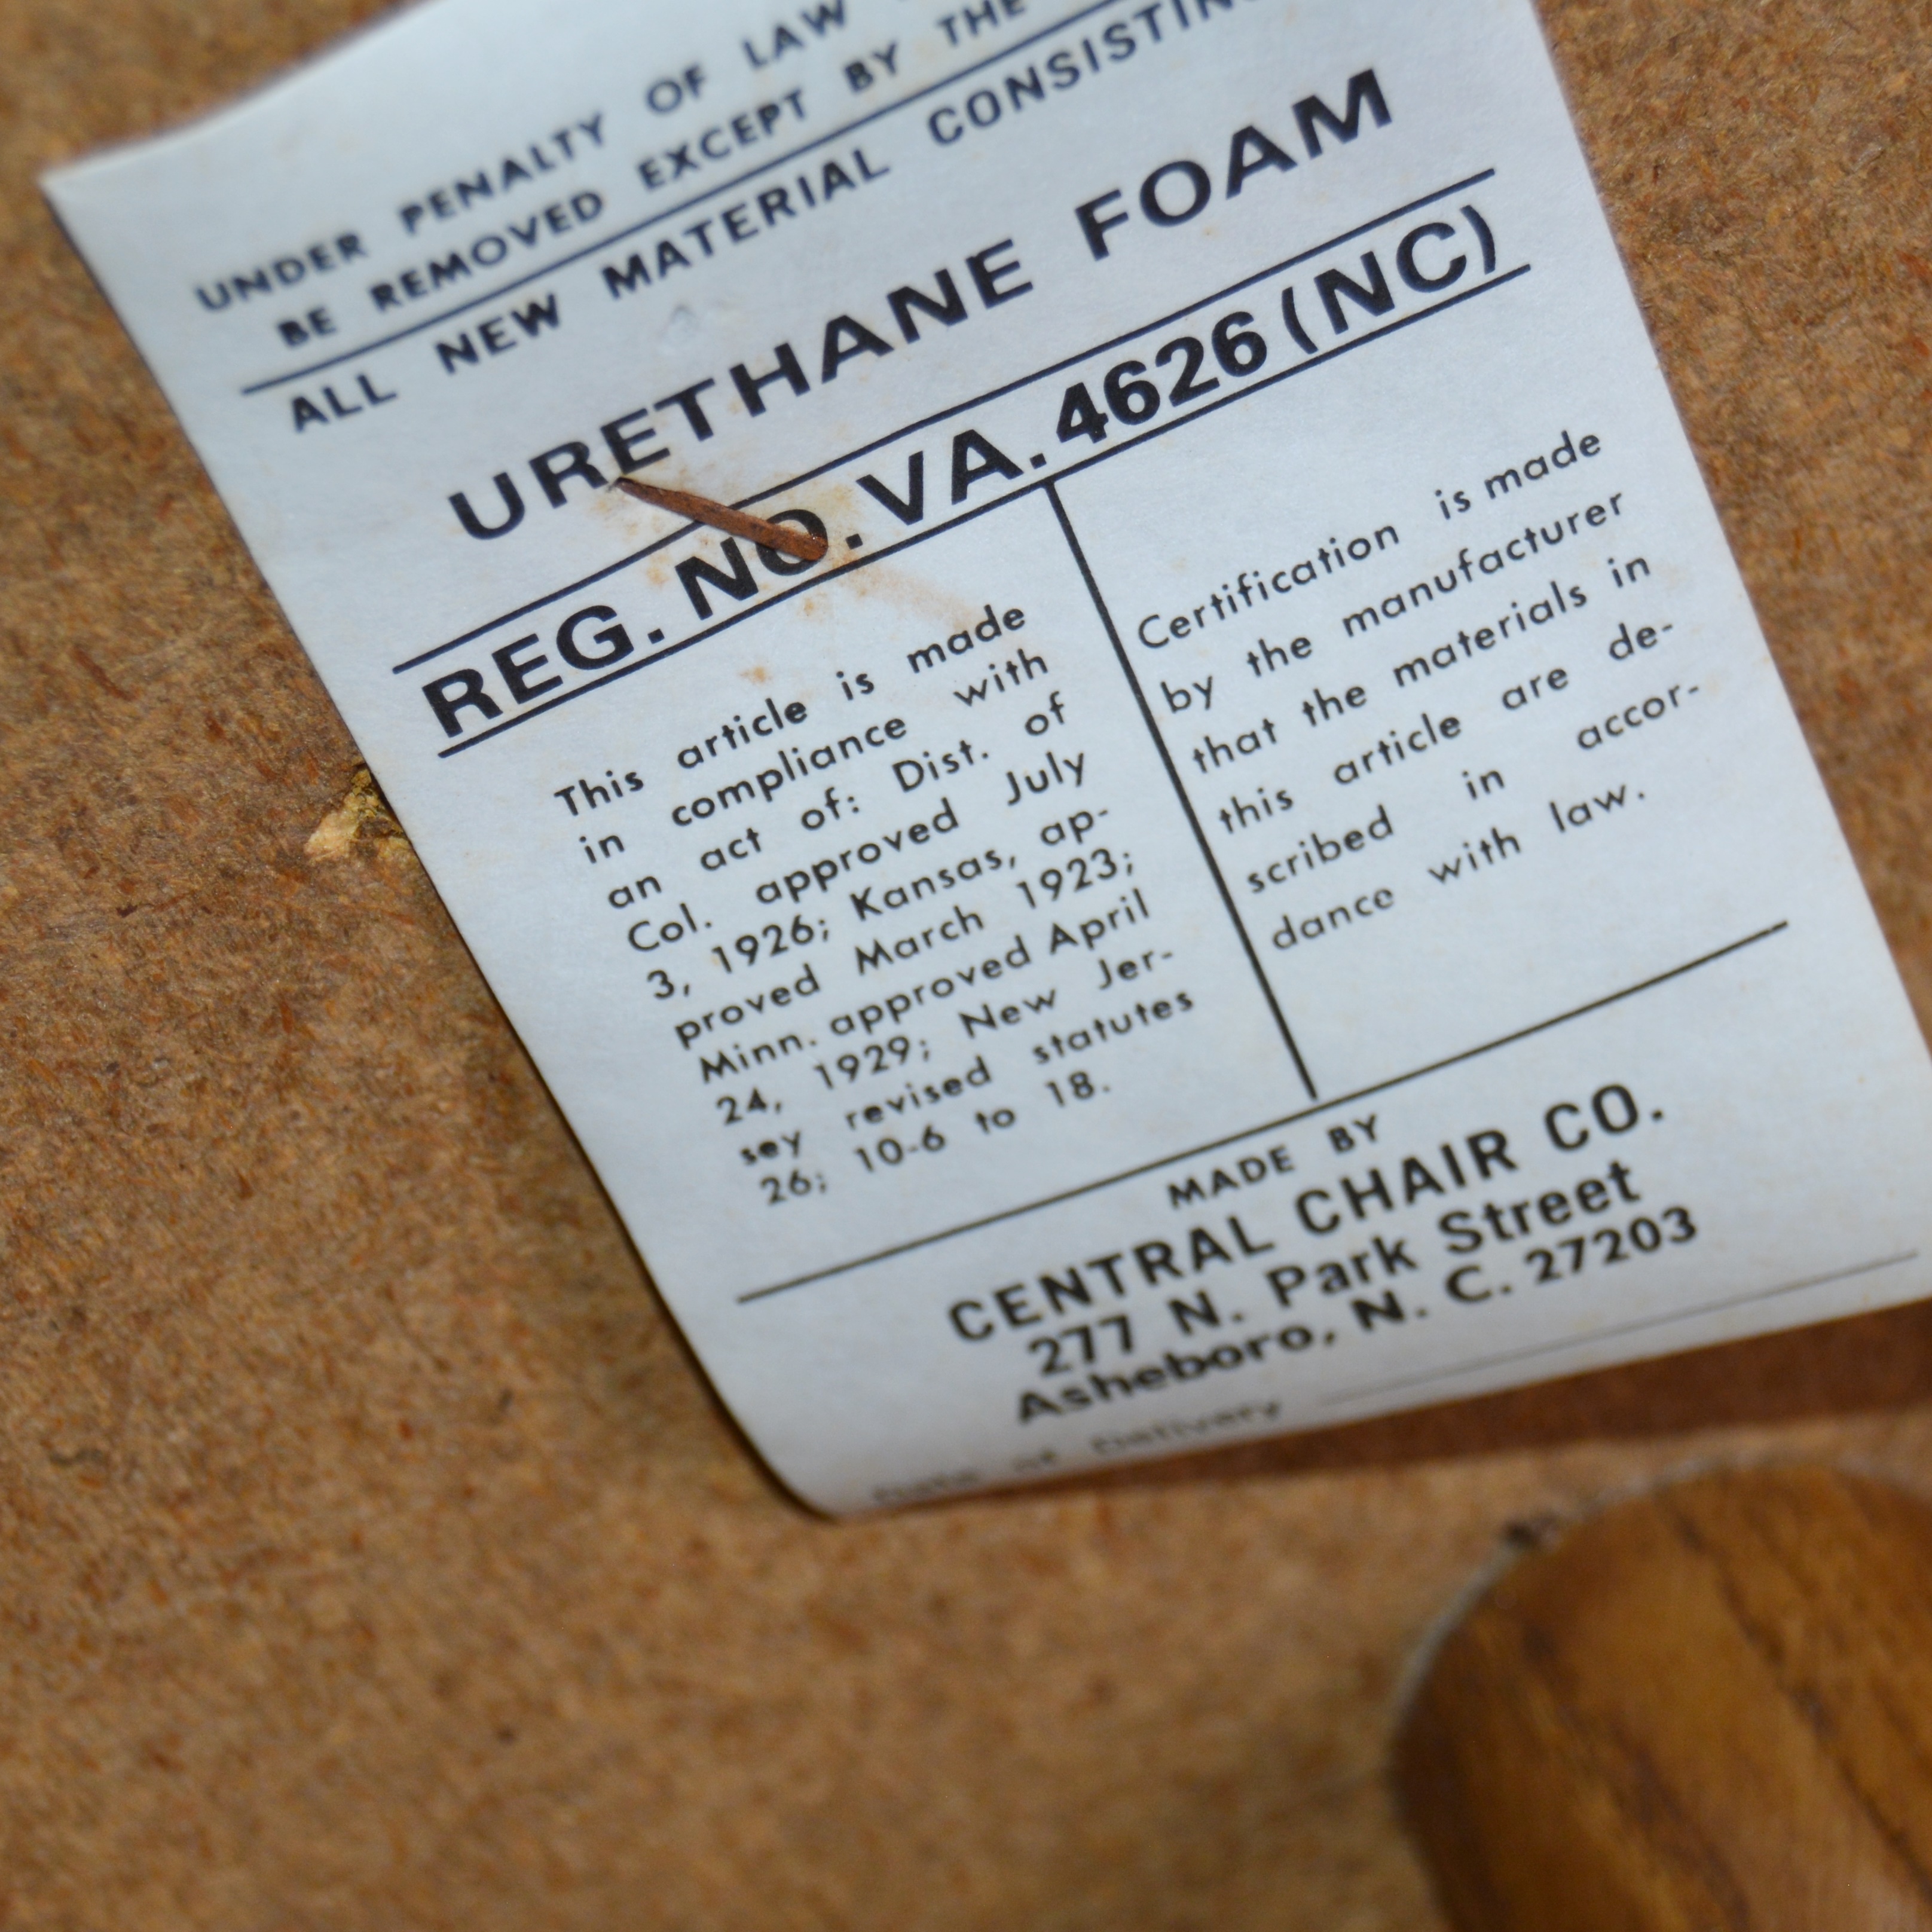 UNDER PENALTY OF LAW
BE REMOVED EXCEPT BY THE
ALL NEW MATERIAL CONSISTING
URETHANE FOAM
REG. NO. VA. 4626 (NC)
This article is made
in compliance with
an act of: Dist. of
Col. approved July
3, 1926; Kansas, ap-
proved March 1923;
Minn. approved April
24, 1929; New Jer-
sey revised statutes
26; 10-6 to 18.
Certification is made
by the manufacturer
that the materials in
this article are de-
scribed in accor-
dance with law.
MADE BY
CENTRAL CHAIR CO.
277 N. Park Street
Asheboro, N. C. 27203
Date of Delivery